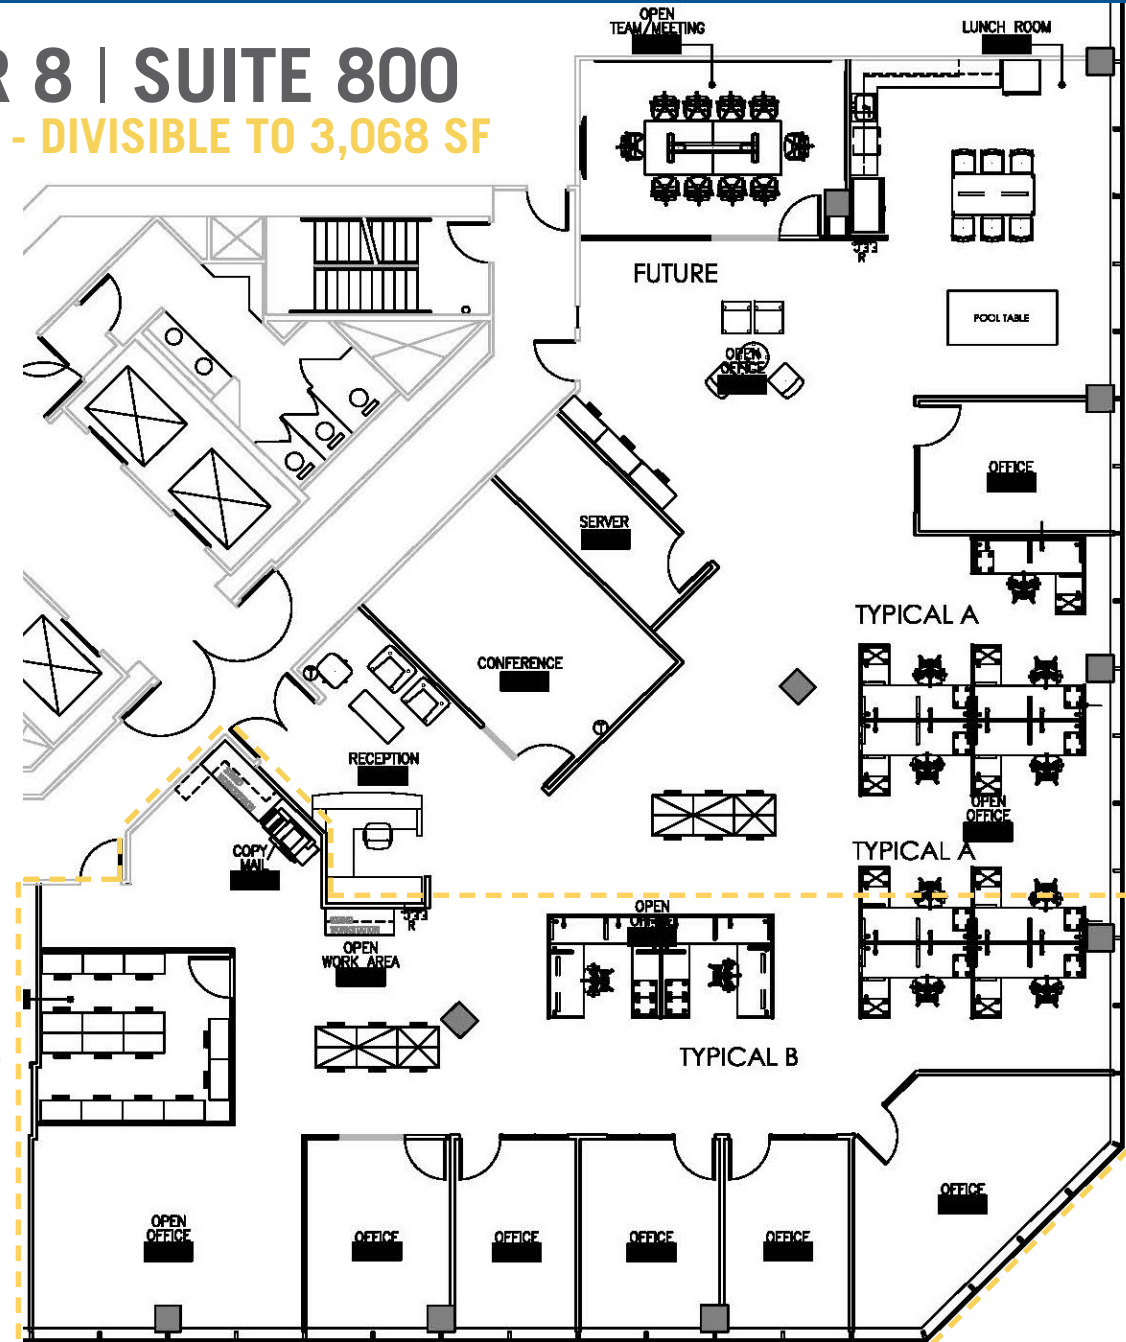 R 8 | SUITE 800
- DIVISIBLE TO 3,068 SF
OPEN
TEAM/MEETING
LUNCH ROOM
FUTURE
POOL TABLE
OPEN
OFFICE
OFFICE
SERVER
TYPICAL A
CONFERENCE
RECEPTION
OPEN
OFFICE
TYPICAL A
COPY/
MAIL
OPEN
OPEN
WORK AREA
TYPICAL B
OFFICE
OPEN
OFFICE
OFFICE
OFFICE
OFFICE
OFFICE